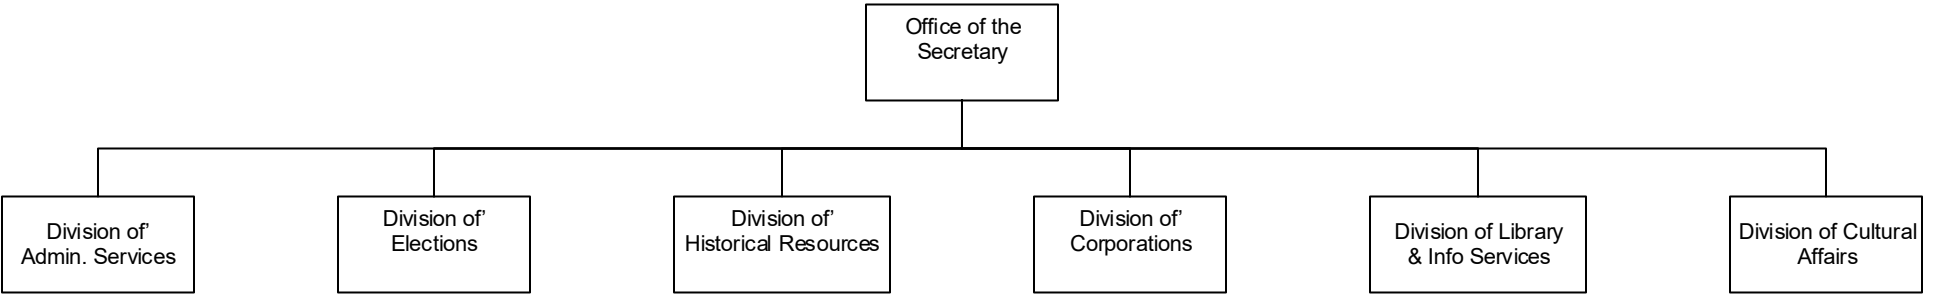 Office of the
Secretary
Division of’
Admin. Services
Division of’
Elections
Division of’
Historical Resources
Division of’
Corporations
Division of Library
& Info Services
Division of Cultural
Affairs